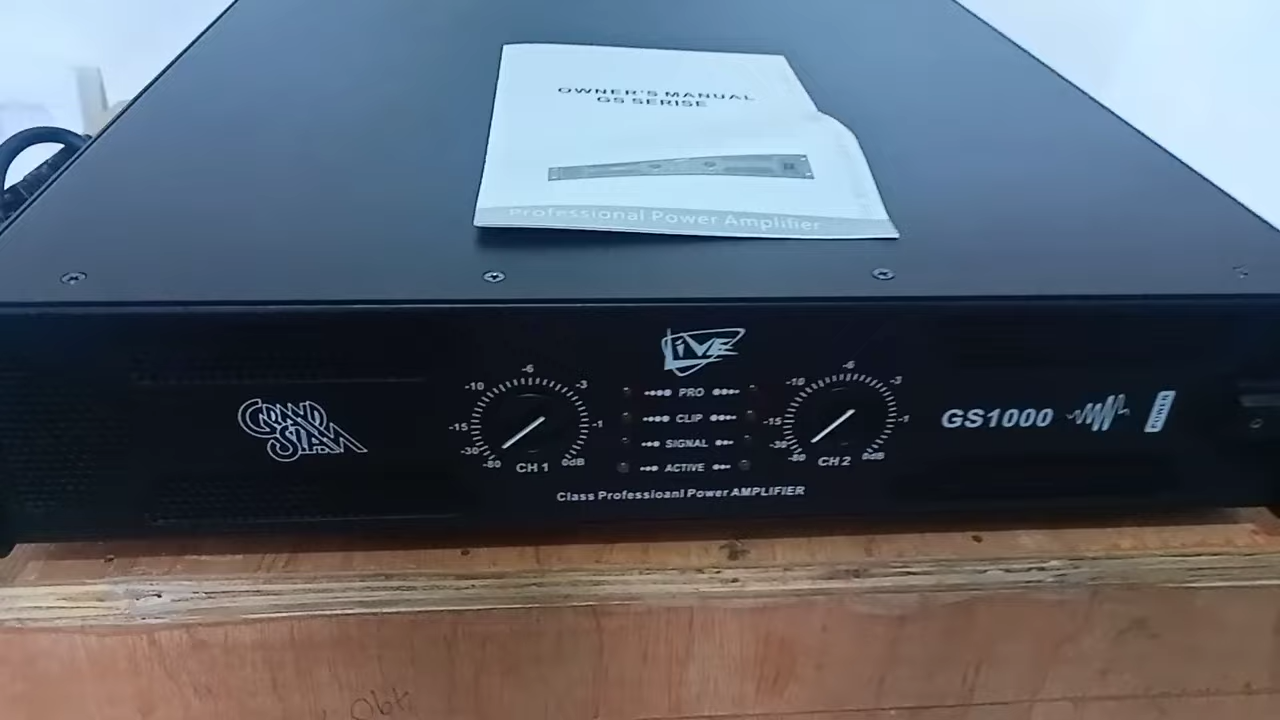 OWNER'S MANUAL
GS SERISE
Professional Power Amplifier
LiVE
GRAND
SLAM
-80 -30 -15 -10 -6 -3 -1 0dB
CH 1
PRO
CLIP
SIGNAL
ACTIVE
-80 -30 -15 -10 -6 -3 -1 0dB
CH 2
GS1000
POWER
Class Professioanl Power AMPLIFIER